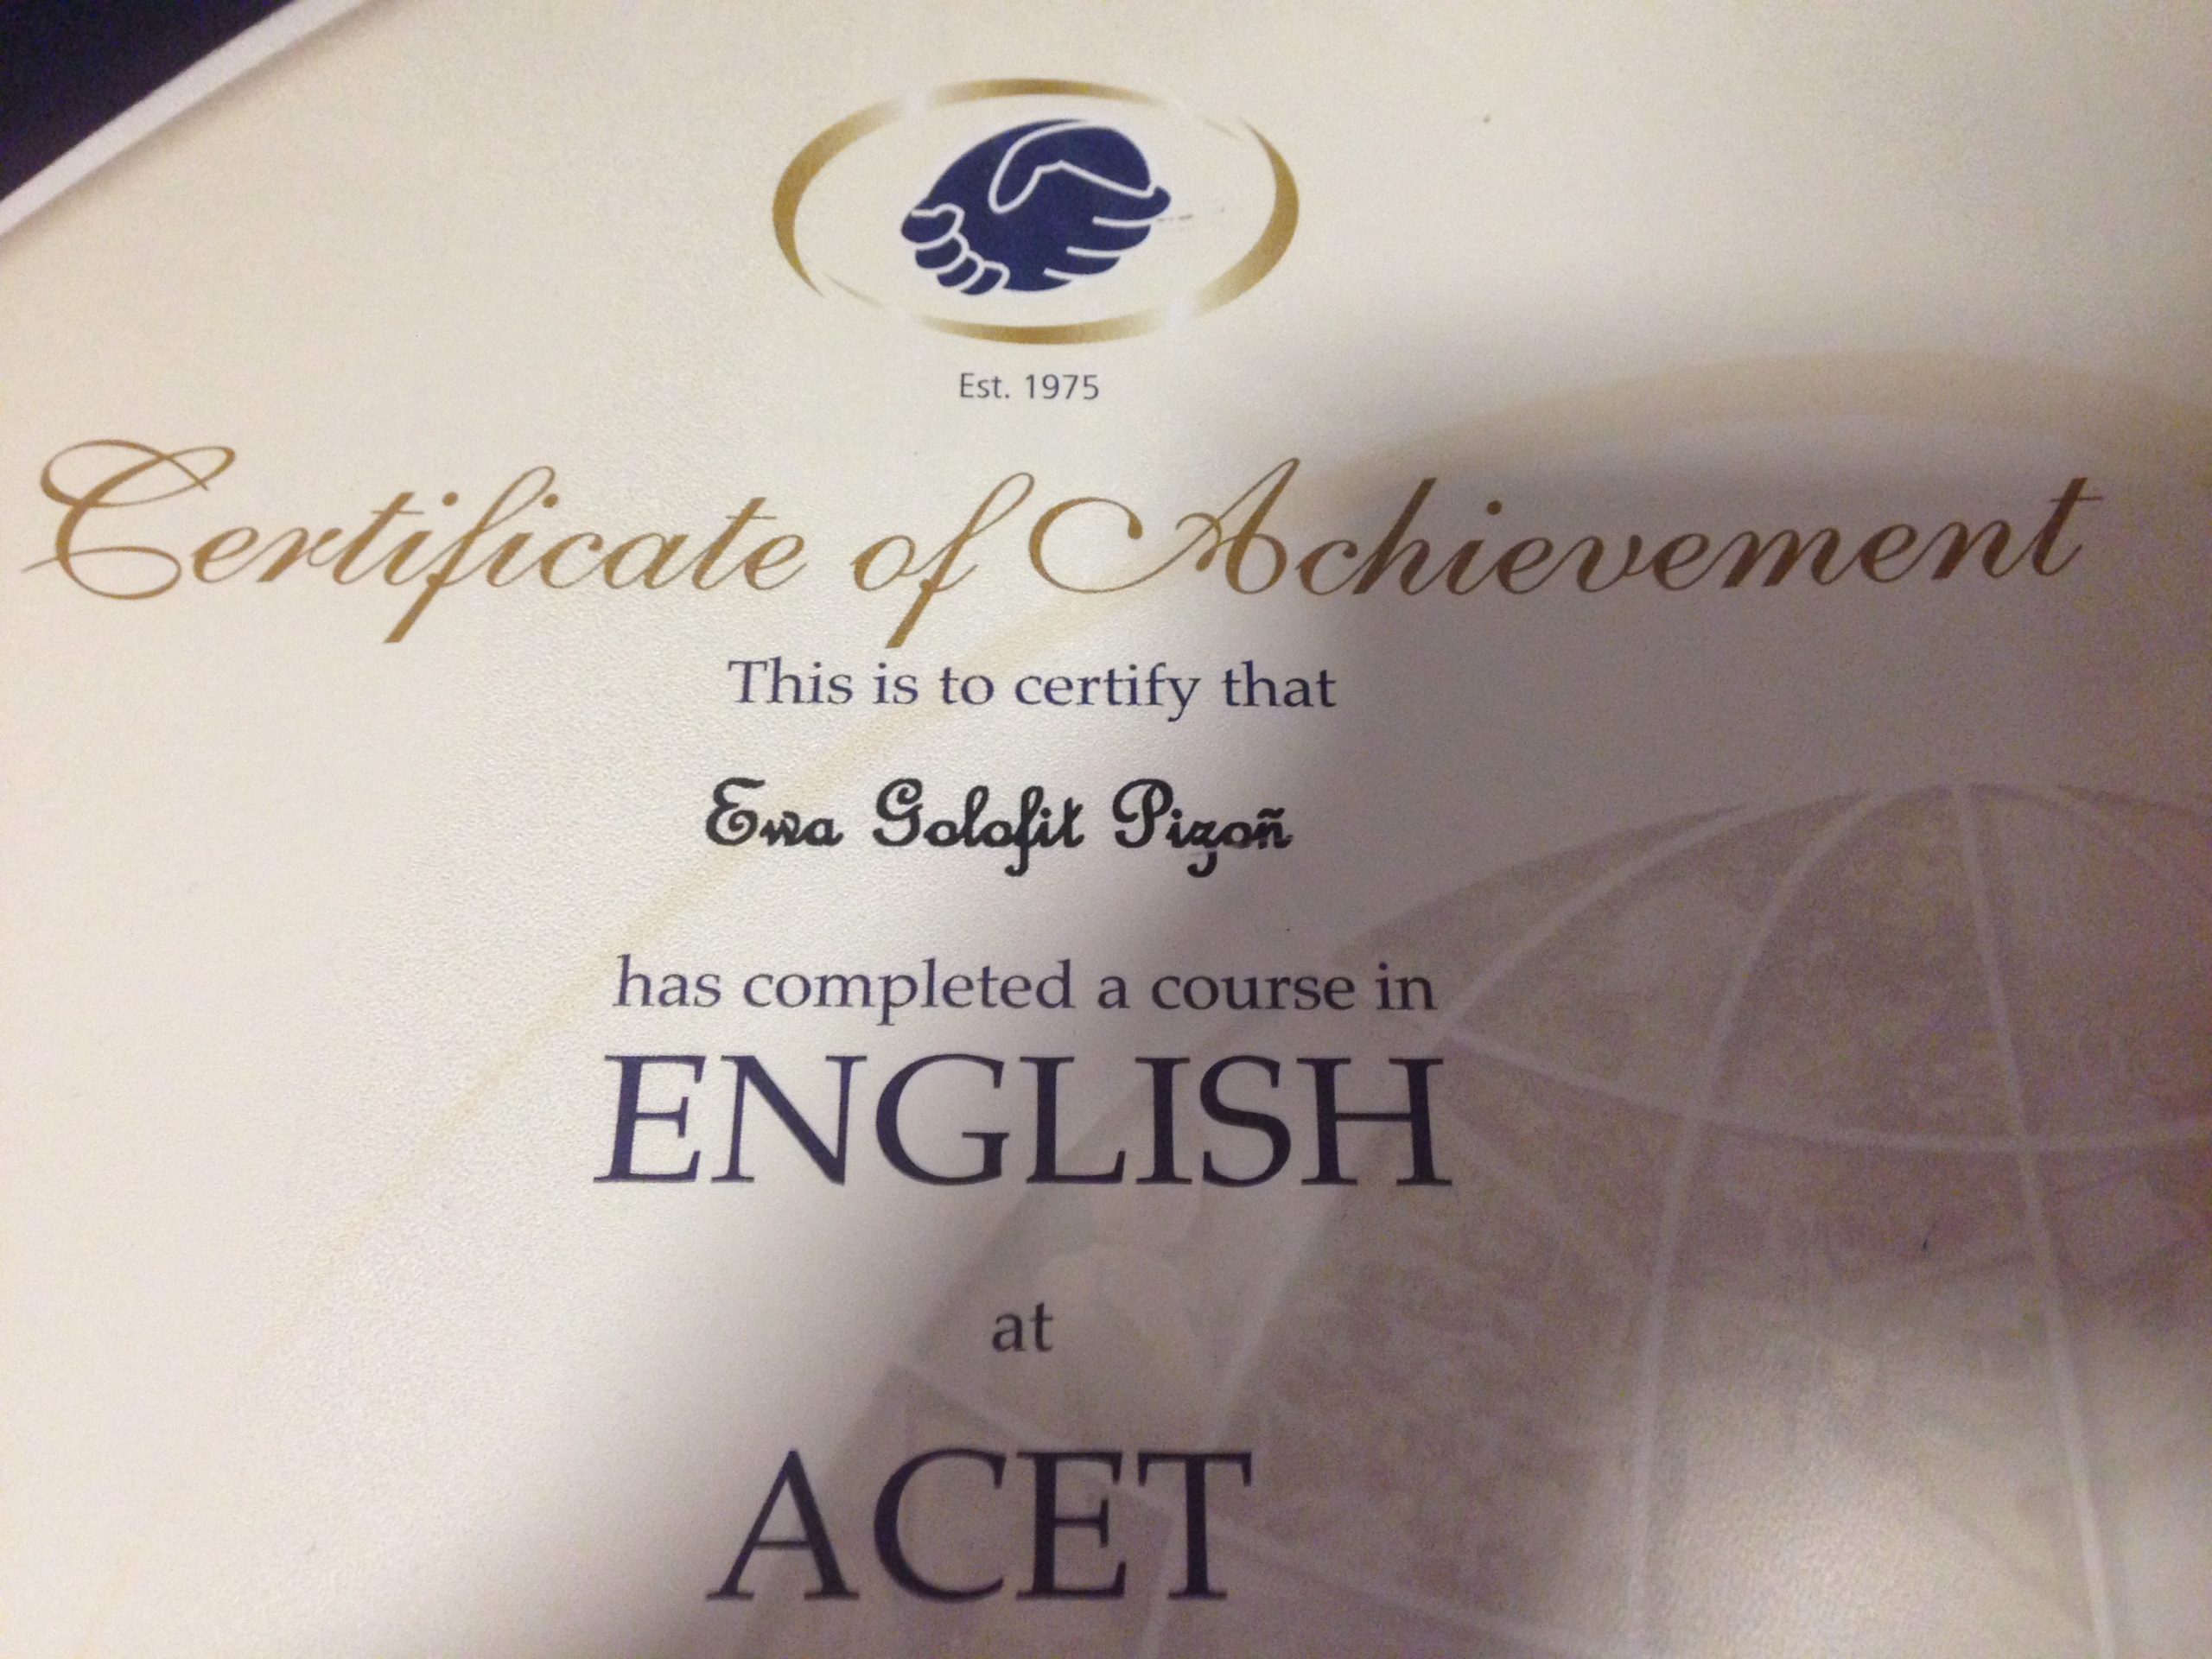 Est. 1975
Certificate of Achievement
This is to certify that
Ewa Golofit Pizoñ
has completed a course in
ENGLISH
at
ACET